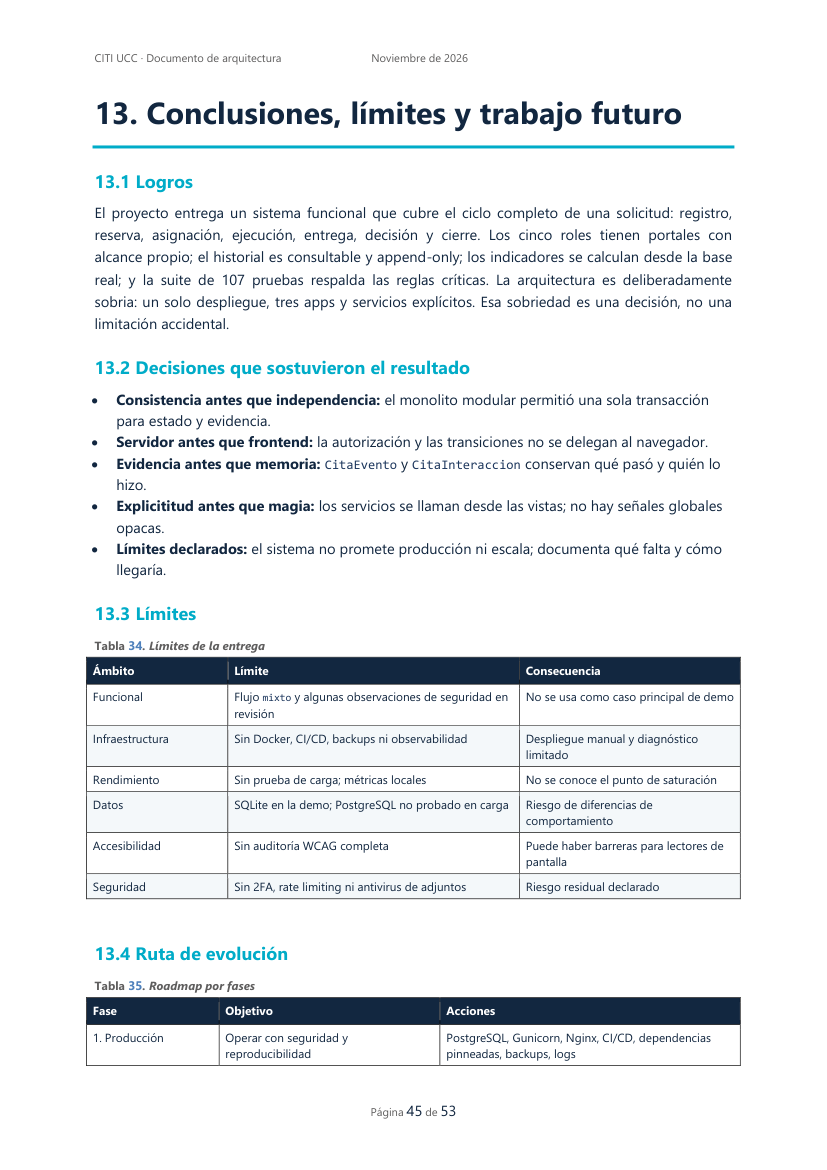 CITI UCC · Documento de arquitectura Noviembre de 2026
13. Conclusiones, límites y trabajo futuro
13.1 Logros
El proyecto entrega un sistema funcional que cubre el ciclo completo de una solicitud: registro,
reserva, asignación, ejecución, entrega, decisión y cierre. Los cinco roles tienen portales con
alcance propio; el historial es consultable y append-only; los indicadores se calculan desde la base
real; y la suite de 107 pruebas respalda las reglas críticas. La arquitectura es deliberadamente
sobria: un solo despliegue, tres apps y servicios explícitos. Esa sobriedad es una decisión, no una
limitación accidental.
13.2 Decisiones que sostuvieron el resultado
• Consistencia antes que independencia: el monolito modular permitió una sola transacción
para estado y evidencia.
• Servidor antes que frontend: la autorización y las transiciones no se delegan al navegador.
• Evidencia antes que memoria: CitaEvento y CitaInteraccion conservan qué pasó y quién lo
hizo.
• Explicititud antes que magia: los servicios se llaman desde las vistas; no hay señales globales
opacas.
• Límites declarados: el sistema no promete producción ni escala; documenta qué falta y cómo
llegaría.
13.3 Límites
Tabla 34. Límites de la entrega
Ámbito Límite Consecuencia
Funcional Flujo mixto y algunas observaciones de seguridad en No se usa como caso principal de demo
revisión
Infraestructura Sin Docker, CI/CD, backups ni observabilidad Despliegue manual y diagnóstico
limitado
Rendimiento Sin prueba de carga; métricas locales No se conoce el punto de saturación
Datos SQLite en la demo; PostgreSQL no probado en carga Riesgo de diferencias de
comportamiento
Accesibilidad Sin auditoría WCAG completa Puede haber barreras para lectores de
pantalla
Seguridad Sin 2FA, rate limiting ni antivirus de adjuntos Riesgo residual declarado
13.4 Ruta de evolución
Tabla 35. Roadmap por fases
Fase Objetivo Acciones
1. Producción Operar con seguridad y PostgreSQL, Gunicorn, Nginx, CI/CD, dependencias
reproducibilidad pinneadas, backups, logs
Página 45 de 53